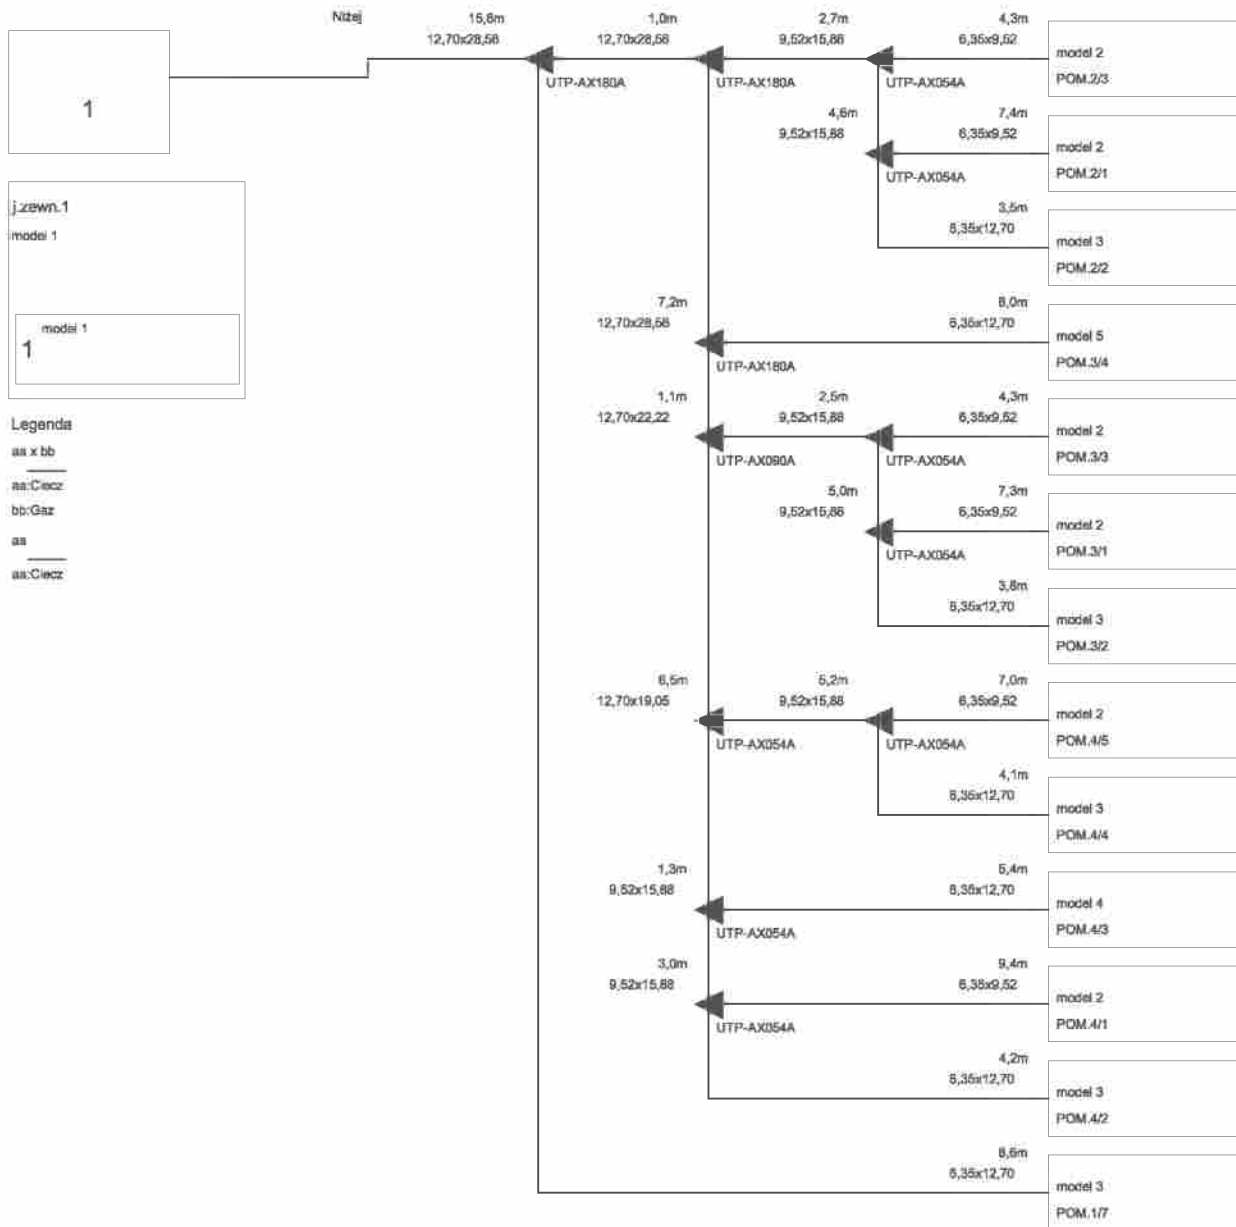 Niżej
15,8m
12,70x28,58
1,0m
12,70x28,58
2,7m
9,52x15,88
4,3m
6,35x9,52
UTP-AX180A
UTP-AX180A
UTP-AX054A
model 2
POM.2/3
1
4,6m
9,52x15,88
7,4m
6,35x9,52
UTP-AX054A
model 2
POM.2/1
j.zewn.1
model 1
3,5m
6,35x12,70
model 3
POM.2/2
1
model 1
7,2m
12,70x28,58
8,0m
6,35x12,70
UTP-AX180A
model 5
POM.3/4
Legenda
aa x bb
aa:Ciecz
bb:Gaz
aa
aa:Ciecz
1,1m
12,70x22,22
2,5m
9,52x15,88
4,3m
6,35x9,52
UTP-AX090A
UTP-AX054A
model 2
POM.3/3
5,0m
9,52x15,88
7,3m
6,35x9,52
UTP-AX054A
model 2
POM.3/1
3,8m
6,35x12,70
model 3
POM.3/2
6,5m
12,70x19,05
5,2m
9,52x15,88
7,0m
6,35x9,52
UTP-AX054A
UTP-AX054A
model 2
POM.4/5
4,1m
6,35x12,70
model 3
POM.4/4
1,3m
9,52x15,88
5,4m
6,35x12,70
UTP-AX054A
model 4
POM.4/3
3,0m
9,52x15,88
9,4m
6,35x9,52
UTP-AX054A
model 2
POM.4/1
4,2m
6,35x12,70
model 3
POM.4/2
8,6m
6,35x12,70
model 3
POM.1/7